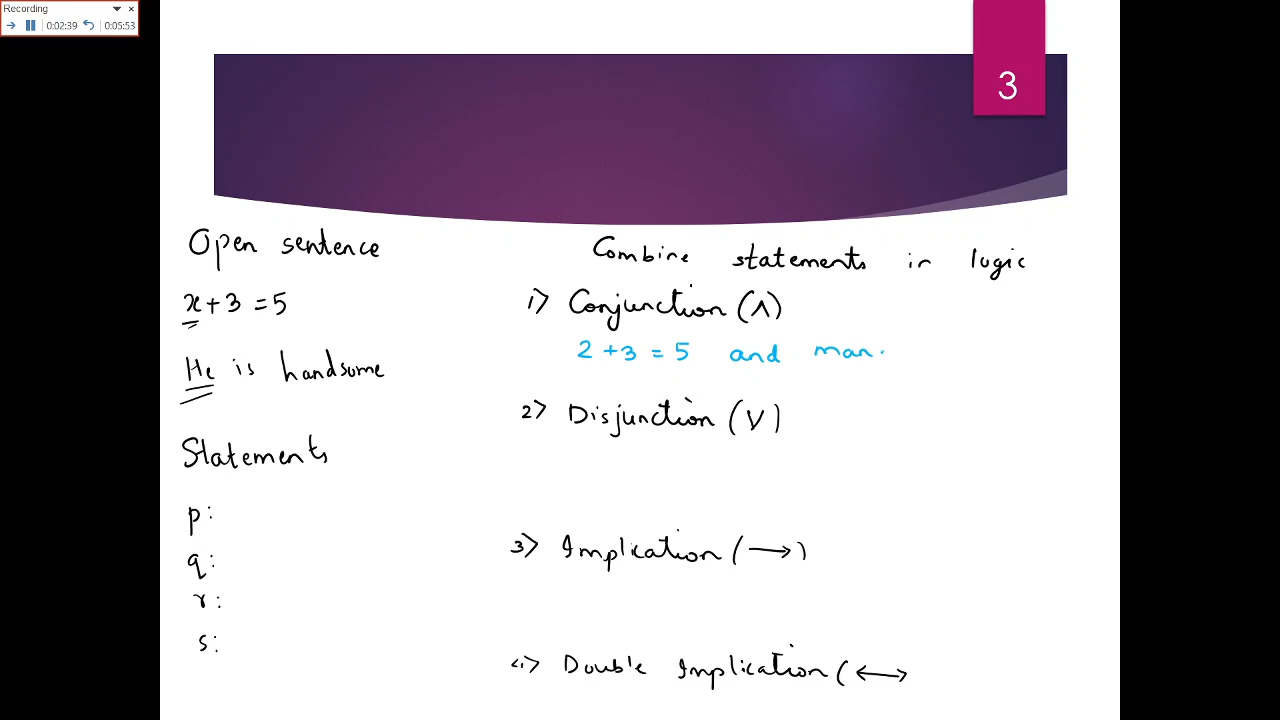 Recording
0:02:39 0:05:53
3
Open sentence
x + 3 = 5
He is handsome
Statements
p:
q:
r:
s:
Combine statements in logic
1) Conjunction (∧)
2 + 3 = 5 and man.
2) Disjunction (∨)
3) Implication (⟶)
4) Double Implication (⟷